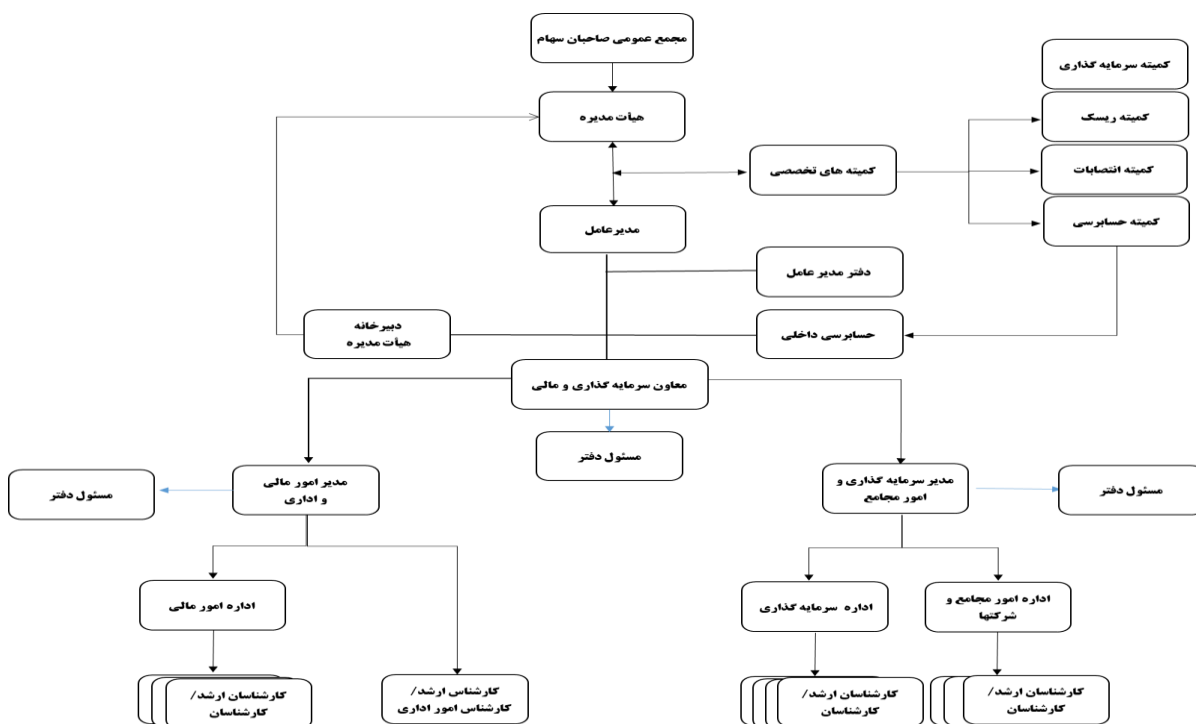 مجمع عمومی صاحبان سهام
کمیته سرمایه گذاری
هیأت مدیره
کمیته ریسک
کمیته های تخصصی
کمیته انتصابات
کمیته حسابرسی
مدیرعامل
دفتر مدیر عامل
حسابرسی داخلی
دبیرخانه
هیأت مدیره
معاون سرمایه گذاری و مالی
مسئول دفتر
مدیر سرمایه گذاری و
امور مجامع
مسئول دفتر
مدیر امور مالی
و اداری
مسئول دفتر
اداره امور مجامع و
شرکتها
اداره سرمایه گذاری
اداره امور مالی
کارشناسان ارشد/
کارشناسان
کارشناسان ارشد/
کارشناسان
کارشناس ارشد/
کارشناس امور اداری
کارشناسان ارشد/
کارشناسان